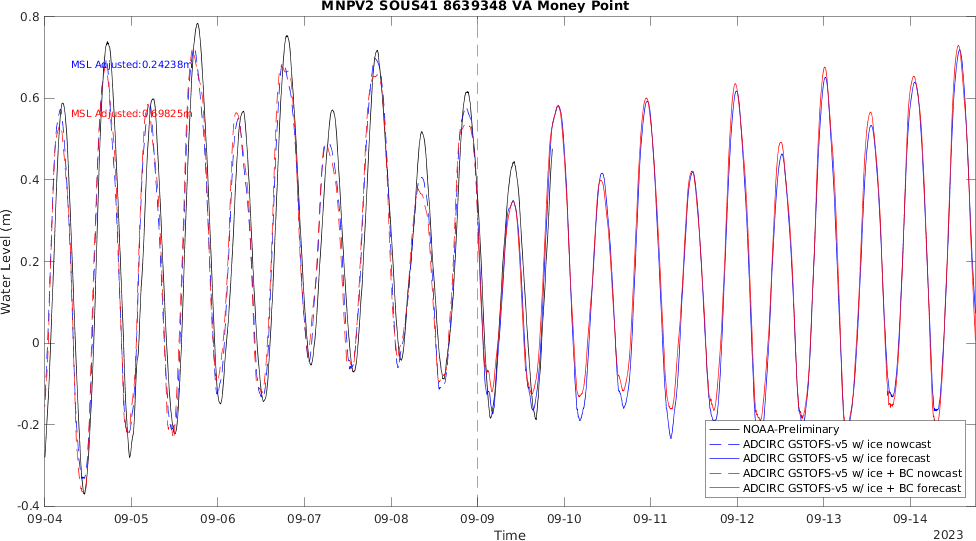 MNPV2 SOUS41 8639348 VA Money Point
0.8
0.6
0.4
0.2
0
-0.2
-0.4
Water Level (m)
MSL Adjusted:0.24238m
MSL Adjusted:
NOAA-Preliminary
ADCIRC GSTOFS-v5 w/ ice nowcast
ADCIRC GSTOFS-v5 w/ ice forecast
ADCIRC GSTOFS-v5 w/ ice + BC nowcast
ADCIRC GSTOFS-v5 w/ ice + BC forecast
09-04 09-05 09-06 09-07 09-08 09-09 09-10 09-11 09-12 09-13 09-14
Time
2023